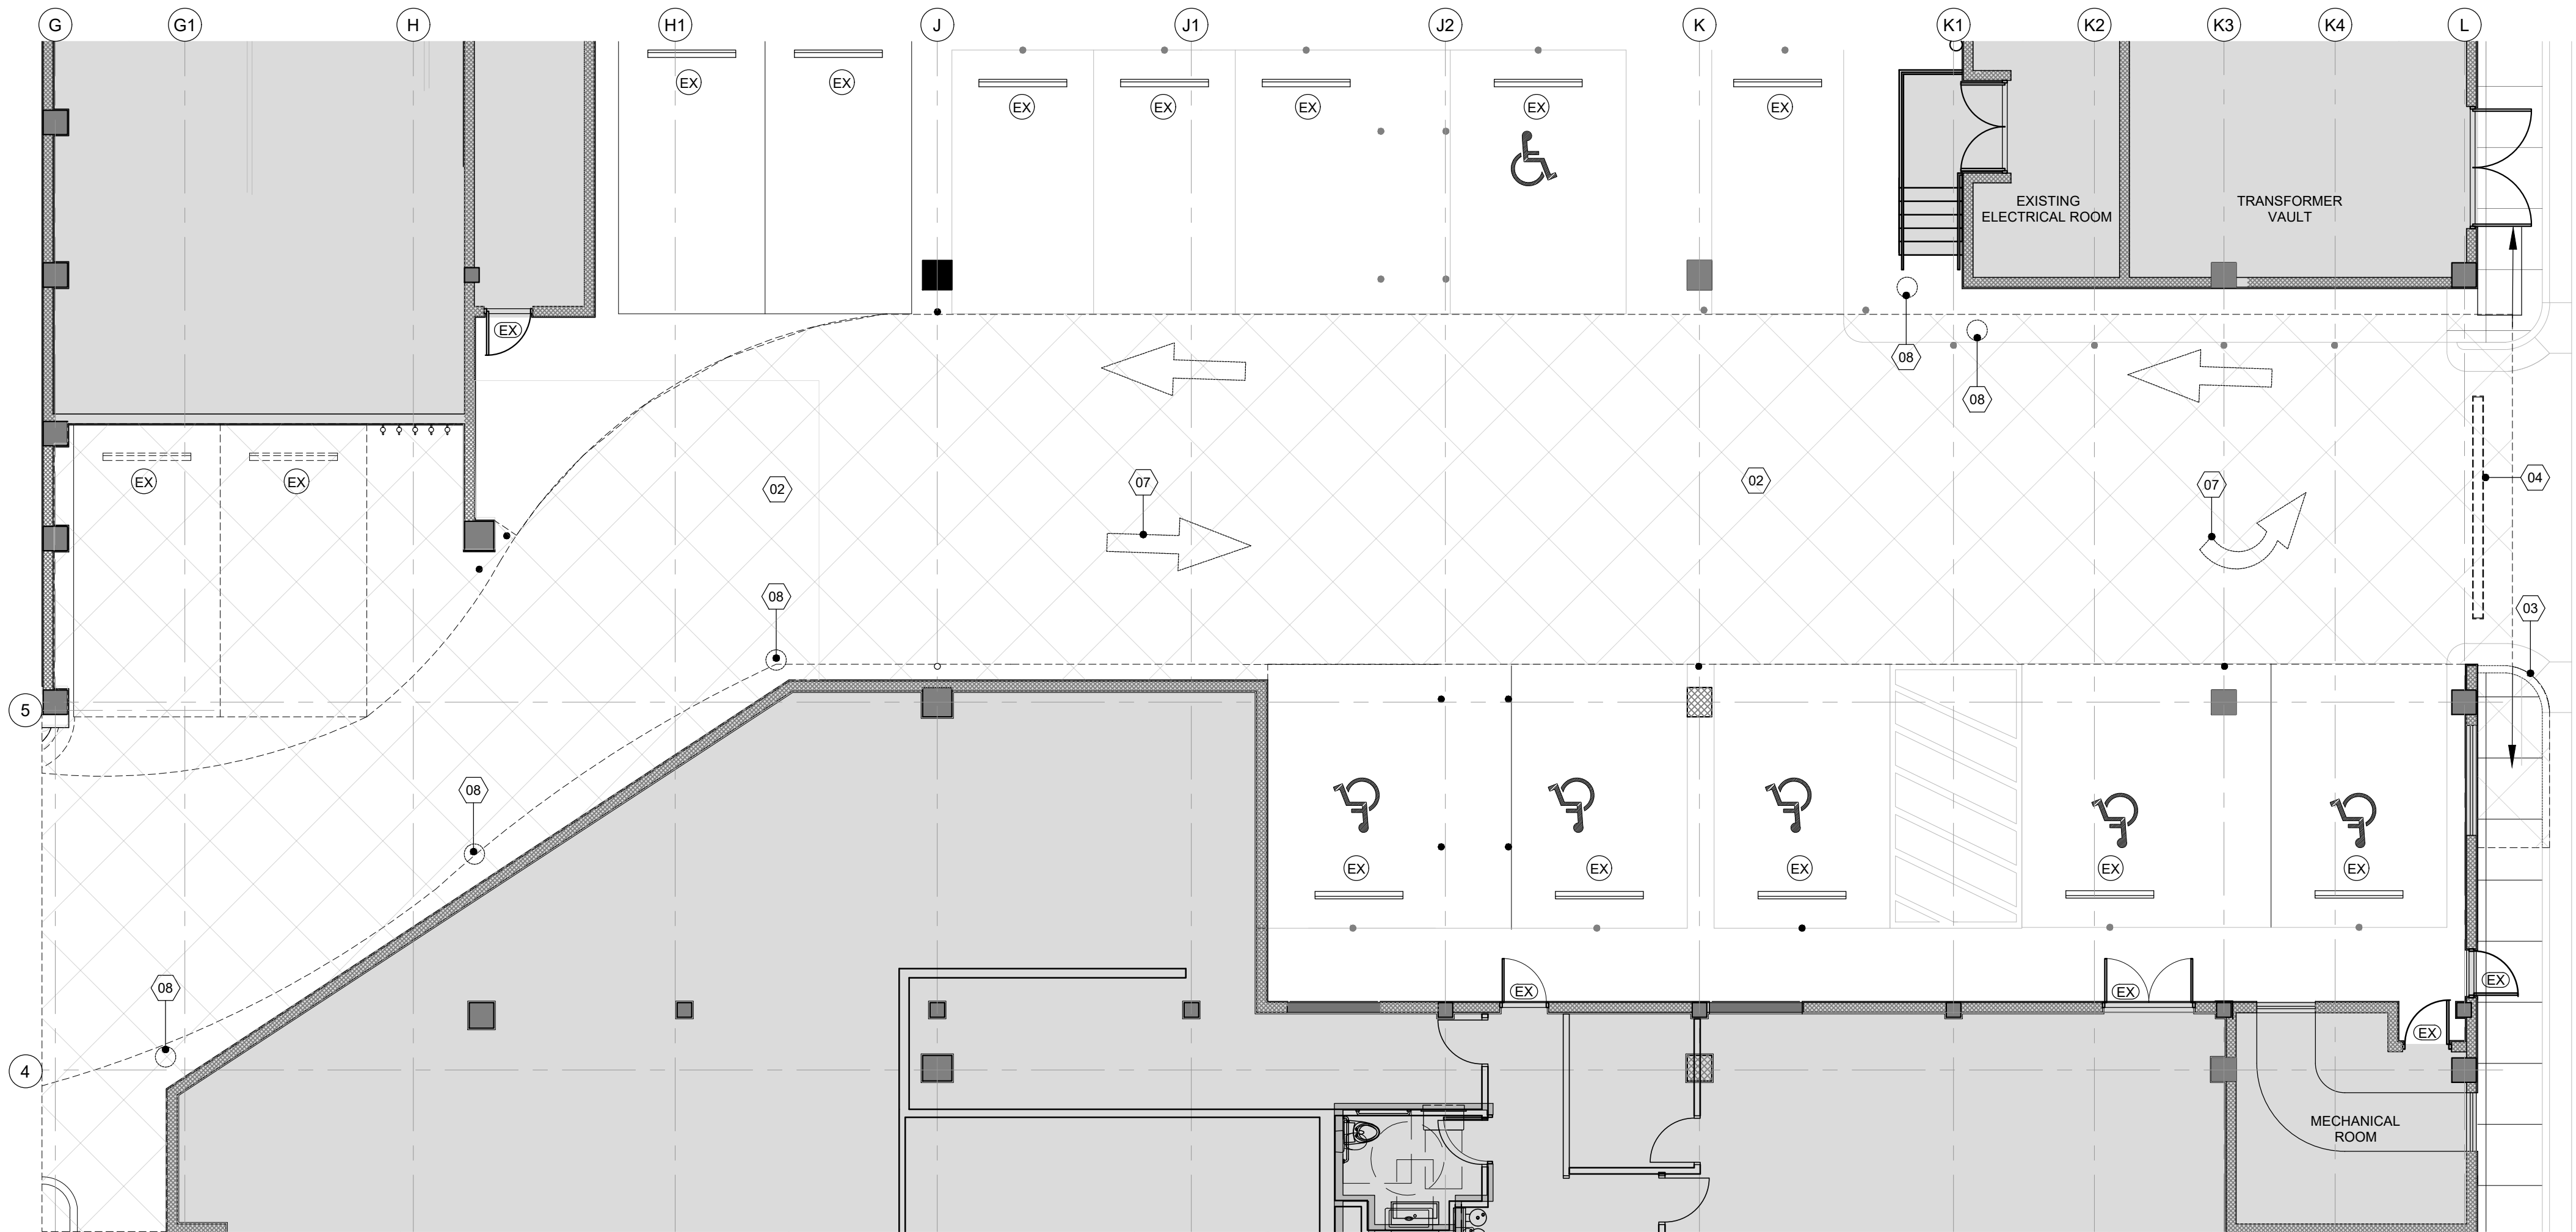 G G1 H H1 J J1 J2 K K1 K2 K3 K4 L
EX EX
EX EX EX EX EX
EXISTING
ELECTRICAL ROOM
TRANSFORMER
VAULT
EX
08
08
EX EX
02
07
02
07
04
08
03
5
08
EX EX EX EX EX
08
EX EX EX
EX
4
MECHANICAL
ROOM